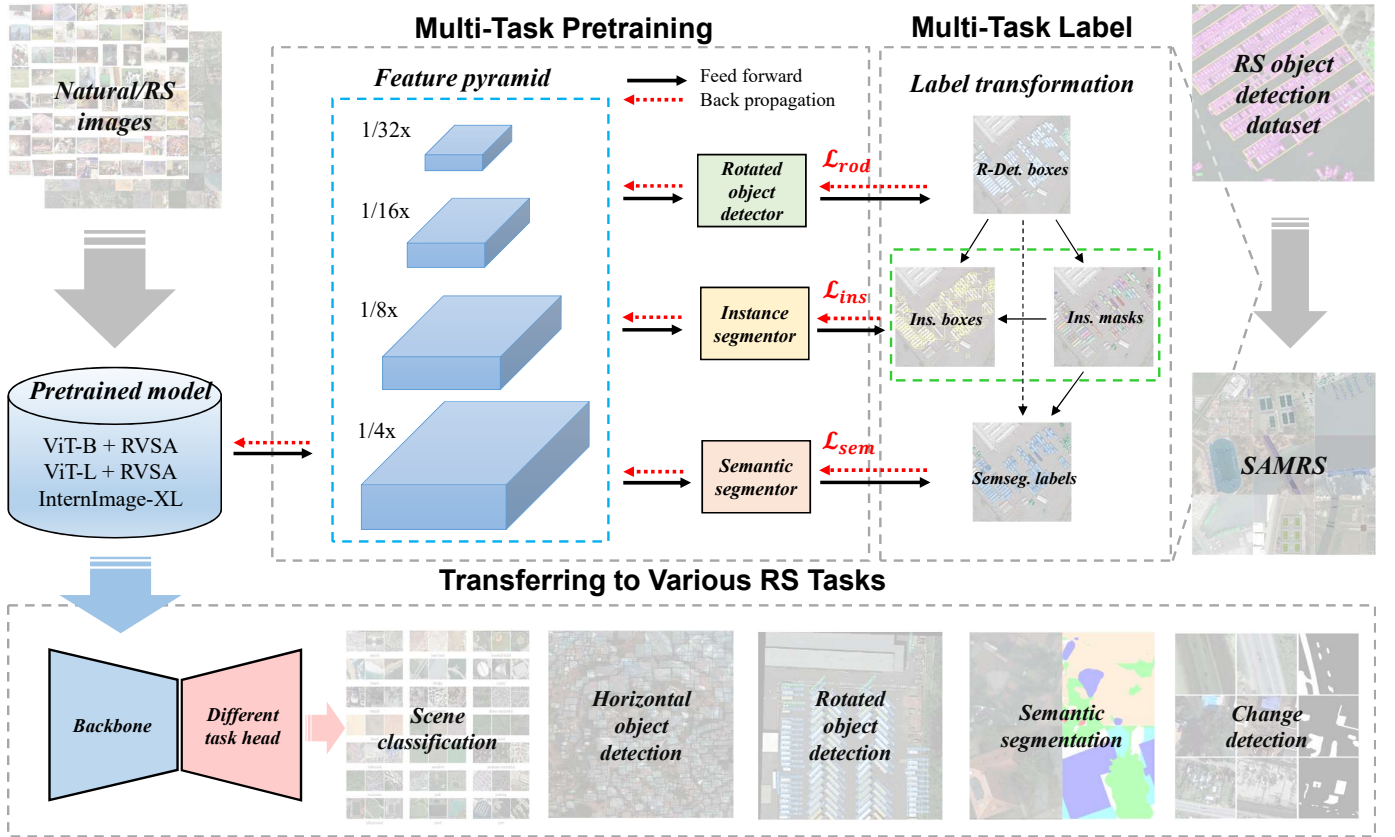 Multi-Task Pretraining
Multi-Task Label
Natural/RS
images
Feature pyramid
Feed forward
Back propagation
Label transformation
RS object
detection
dataset
1/32x
1/16x
1/8x
1/4x
Rotated
object
detector
Instance
segmentor
Semantic
segmentor
ℒrod
ℒins
ℒsem
R-Det. boxes
Ins. boxes
Ins. masks
Semseg. labels
SAMRS
Pretrained model
ViT-B + RVSA
ViT-L + RVSA
InternImage-XL
Transferring to Various RS Tasks
Backbone
Different
task head
Scene
classification
Horizontal
object
detection
Rotated
object
detection
Semantic
segmentation
Change
detection